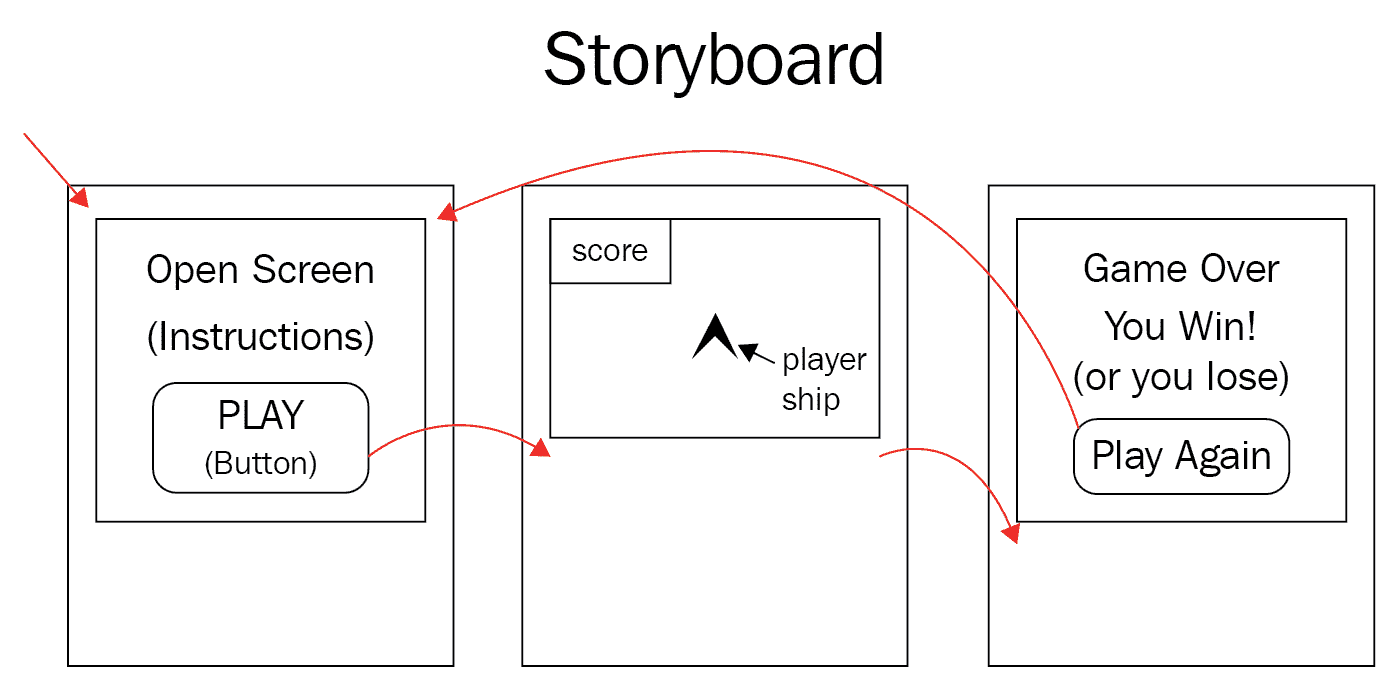 Storyboard
Open Screen
(Instructions)
PLAY
(Button)
score
player
ship
Game Over
You Win!
(or you lose)
Play Again